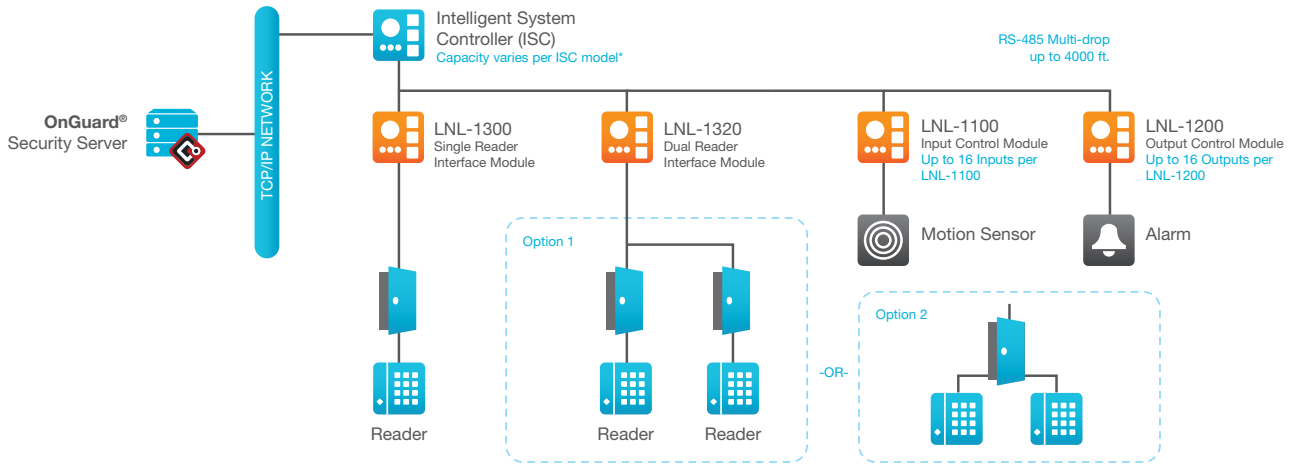 Intelligent System
Controller (ISC)
Capacity varies per ISC model*
RS-485 Multi-drop
up to 4000 ft.
OnGuard®
Security Server
TCP/IP NETWORK
LNL-1300
Single Reader
Interface Module
LNL-1320
Dual Reader
Interface Module
LNL-1100
Input Control Module
Up to 16 Inputs per
LNL-1100
LNL-1200
Output Control Module
Up to 16 Outputs per
LNL-1200
Motion Sensor
Alarm
Option 1
Option 2
-OR-
Reader
Reader
Reader